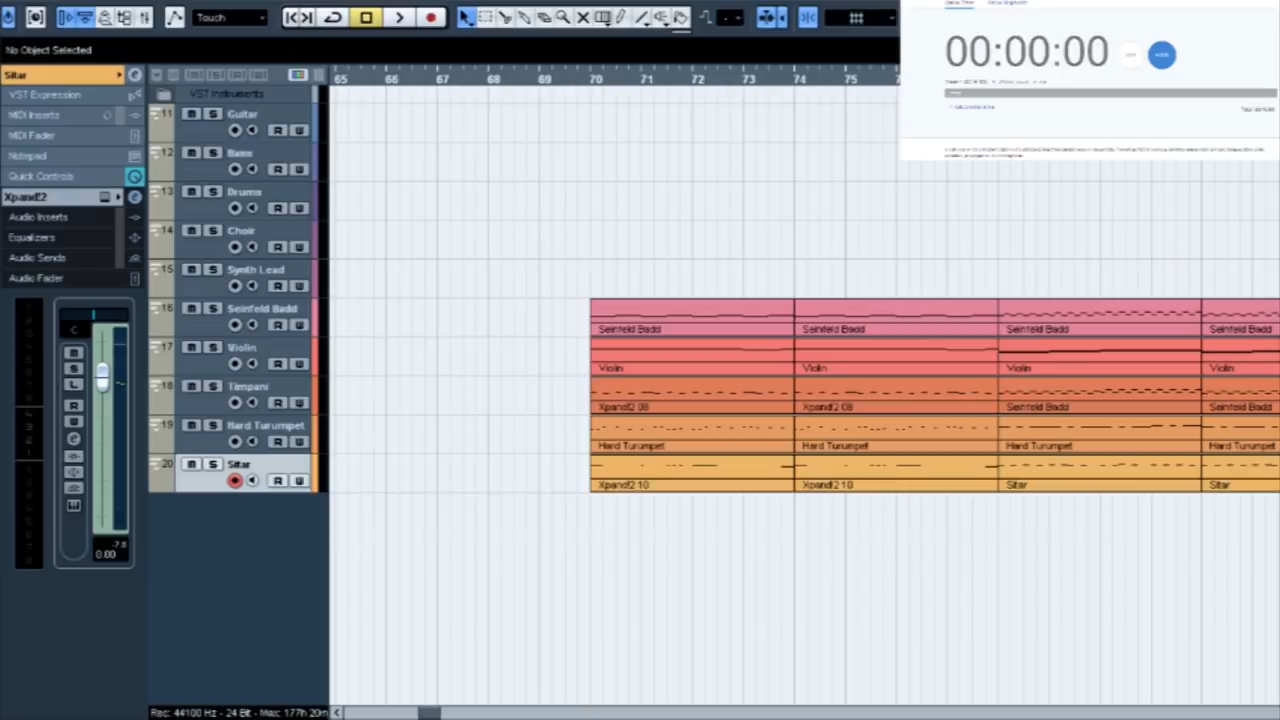 Touch
No Object Selected
00:00:00
Sitar
65 66 67 68 69 70 71 72 73 74 75
VST Expression
VST Instruments
MIDI Inserts
11 Guitar
R W
MIDI Fader
Notepad
12 Bass
R W
Quick Controls
Xpand!2
13 Drums
R W
Audio Inserts
Equalizers
14 Choir
R W
Audio Sends
Audio Fader
15 Synth Lead
R W
16 Seinfeld Badd
R W
Seinfeld Badd Seinfeld Badd Seinfeld Badd Seinfeld Badd
C
17 Violin
R W
Violin Violin Violin Violin
18 Timpani
R W
Xpand!2 08 Xpand!2 08 Seinfeld Badd Seinfeld Badd
19 Hard Turumpet
R W
Hard Turumpet Hard Turumpet Hard Turumpet Hard Turumpet
20 Sitar
R W
Xpand!2 10 Xpand!2 10 Sitar Sitar
M
S
L
R
W
-7.8
0.00
Rec: 44100 Hz - 24 Bit - Max: 177h 20m